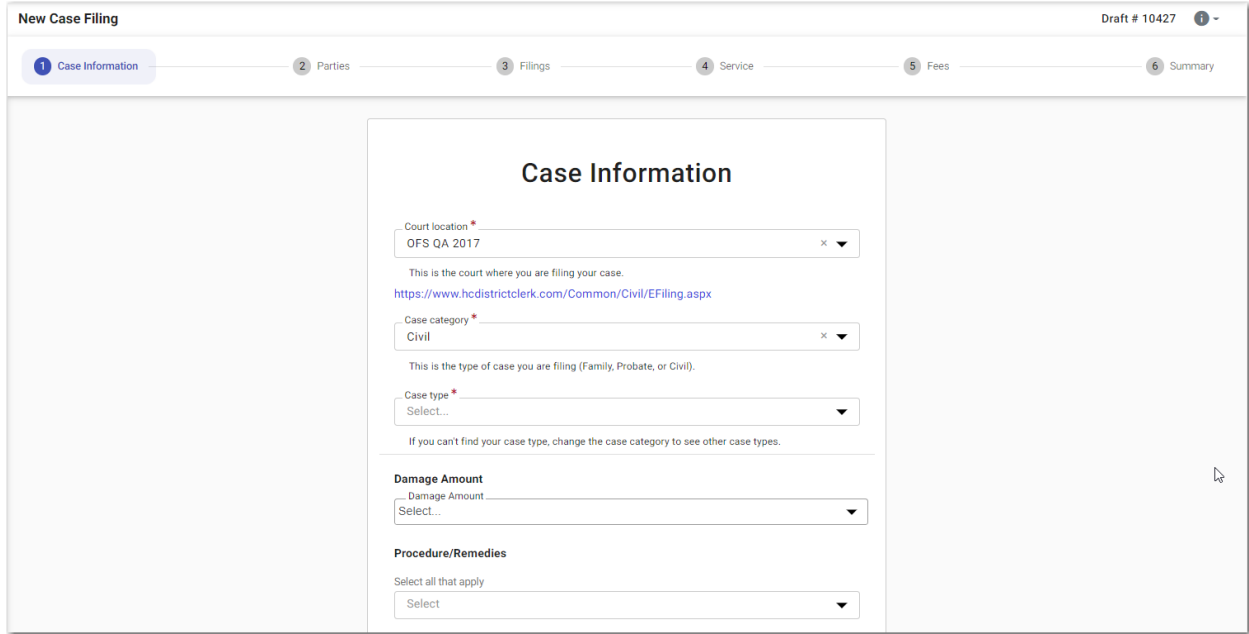 New Case Filing
Draft # 10427
1 Case Information
2 Parties
3 Filings
4 Service
5 Fees
6 Summary
Case Information
Court location *
OFS QA 2017
This is the court where you are filing your case.
https://www.hcdistrictclerk.com/Common/Civil/EFiling.aspx
Case category *
Civil
This is the type of case you are filing (Family, Probate, or Civil).
Case type *
Select...
If you can't find your case type, change the case category to see other case types.
Damage Amount
Damage Amount
Select...
Procedure/Remedies
Select all that apply
Select